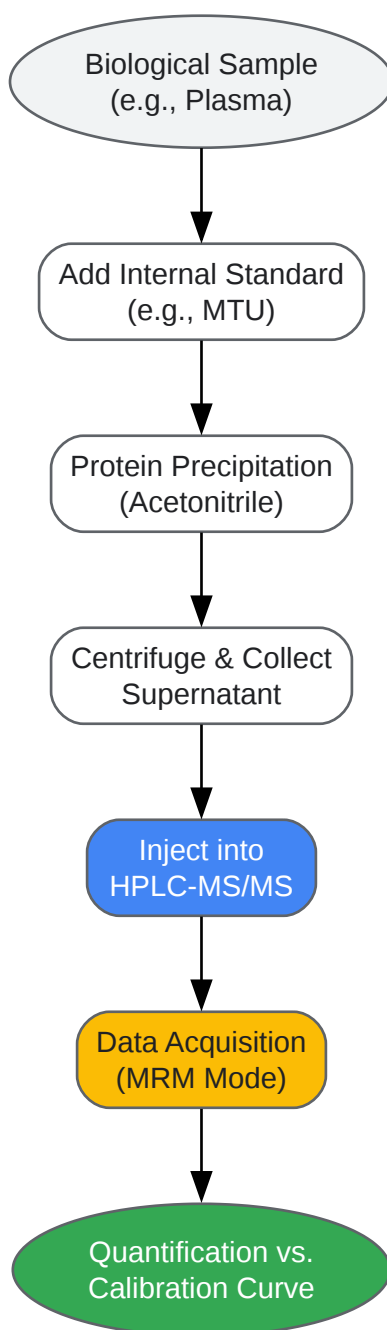 Biological Sample
(e.g., Plasma)
Add Internal Standard
(e.g., MTU)
Protein Precipitation
(Acetonitrile)
Centrifuge & Collect
Supernatant
Inject into
HPLC-MS/MS
Data Acquisition
(MRM Mode)
Quantification vs.
Calibration Curve